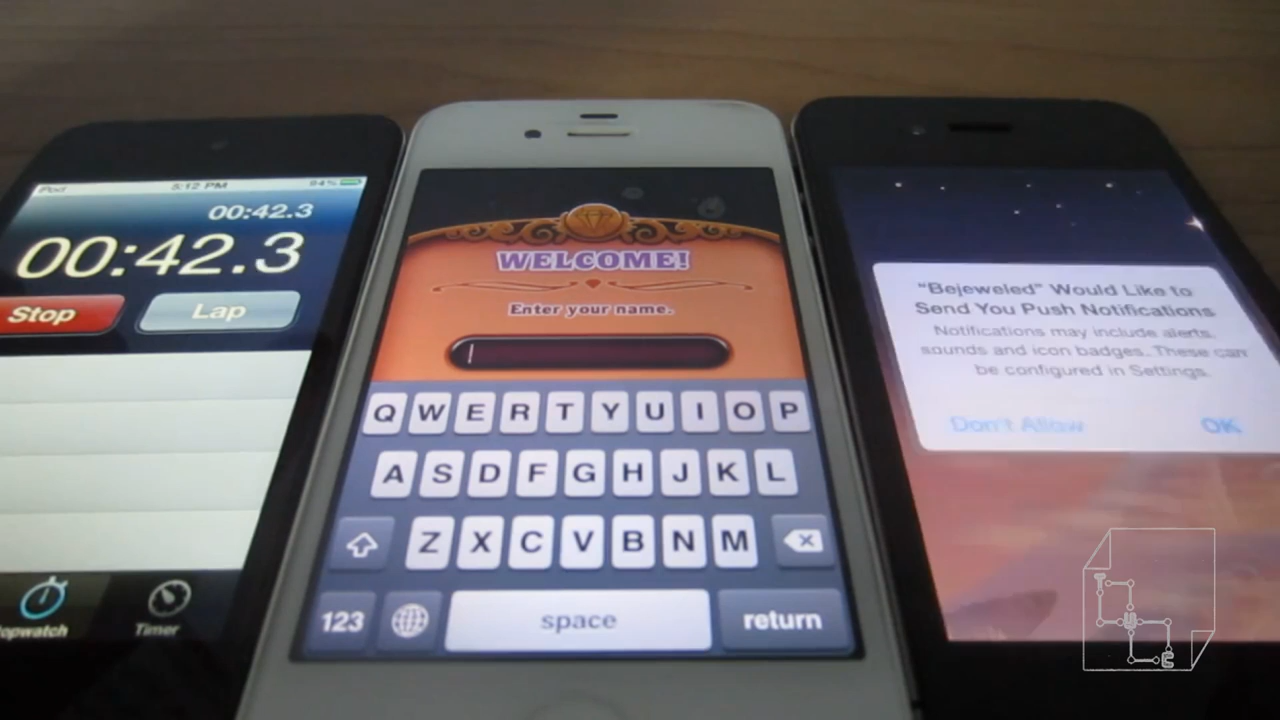 iPod 5:12 PM 94%
00:42.3
00:42.3
Stop Lap
opwatch Timer
WELCOME!
Enter your name.
Q W E R T Y U I O P
A S D F G H J K L
Z X C V B N M
123 space return
“Bejeweled” Would Like to
Send You Push Notifications
Notifications may include alerts,
sounds and icon badges. These can
be configured in Settings.
Don't Allow OK
T
U
C